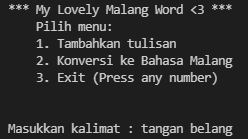 *** My Lovely Malang Word <3 ***
Pilih menu:
1. Tambahkan tulisan
2. Konversi ke Bahasa Malang
3. Exit (Press any number)
Masukkan kalimat : tangan belang